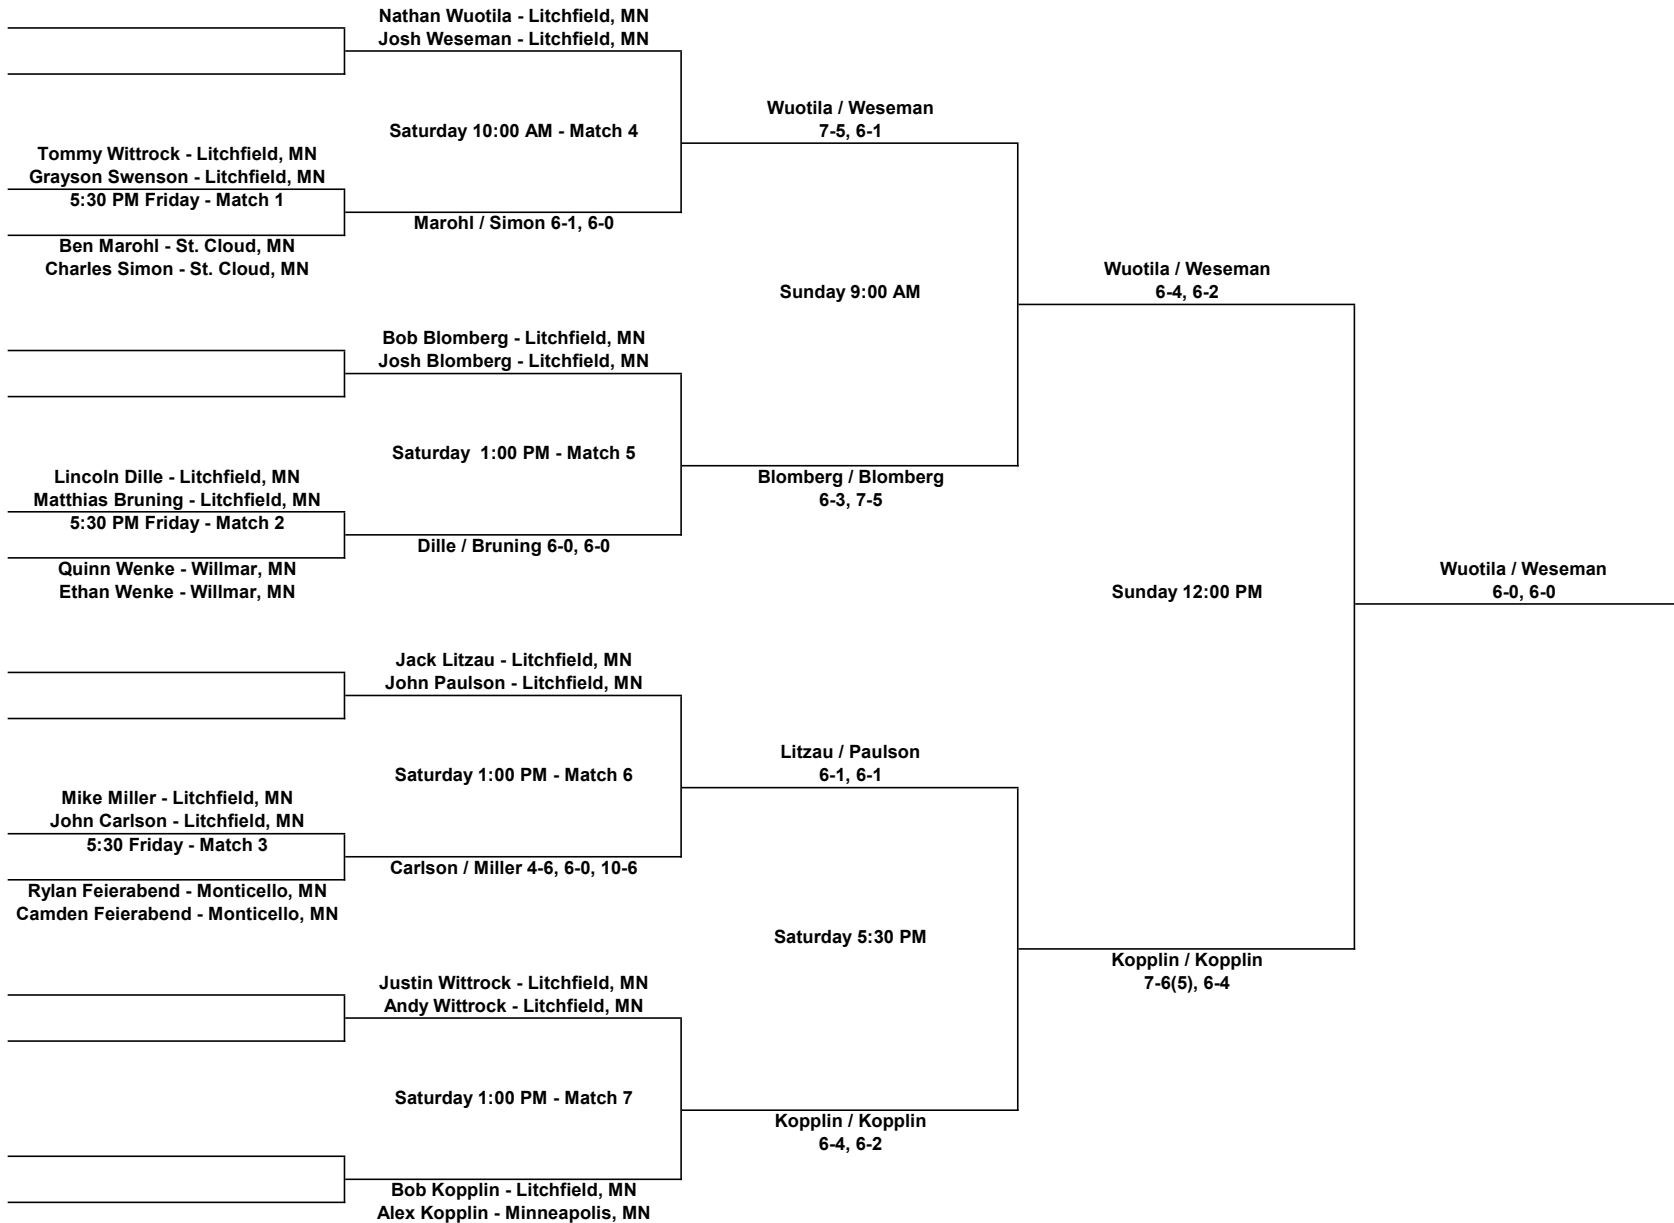 Nathan Wuotila - Litchfield, MN
Josh Weseman - Litchfield, MN
Wuotila / Weseman
7-5, 6-1
Saturday 10:00 AM - Match 4
Tommy Wittrock - Litchfield, MN
Grayson Swenson - Litchfield, MN
5:30 PM Friday - Match 1
Marohl / Simon 6-1, 6-0
Ben Marohl - St. Cloud, MN
Charles Simon - St. Cloud, MN
Wuotila / Weseman
6-4, 6-2
Sunday 9:00 AM
Bob Blomberg - Litchfield, MN
Josh Blomberg - Litchfield, MN
Saturday  1:00 PM - Match 5
Lincoln Dille - Litchfield, MN
Matthias Bruning - Litchfield, MN
5:30 PM Friday - Match 2
Blomberg / Blomberg
6-3, 7-5
Dille / Bruning 6-0, 6-0
Quinn Wenke - Willmar, MN
Ethan Wenke - Willmar, MN
Sunday 12:00 PM
Wuotila / Weseman
6-0, 6-0
Jack Litzau - Litchfield, MN
John Paulson - Litchfield, MN
Litzau / Paulson
6-1, 6-1
Saturday 1:00 PM - Match 6
Mike Miller - Litchfield, MN
John Carlson - Litchfield, MN
5:30 Friday - Match 3
Carlson / Miller 4-6, 6-0, 10-6
Rylan Feierabend - Monticello, MN
Camden Feierabend - Monticello, MN
Saturday 5:30 PM
Kopplin / Kopplin
7-6(5), 6-4
Justin Wittrock - Litchfield, MN
Andy Wittrock - Litchfield, MN
Saturday 1:00 PM - Match 7
Kopplin / Kopplin
6-4, 6-2
Bob Kopplin - Litchfield, MN
Alex Kopplin - Minneapolis, MN